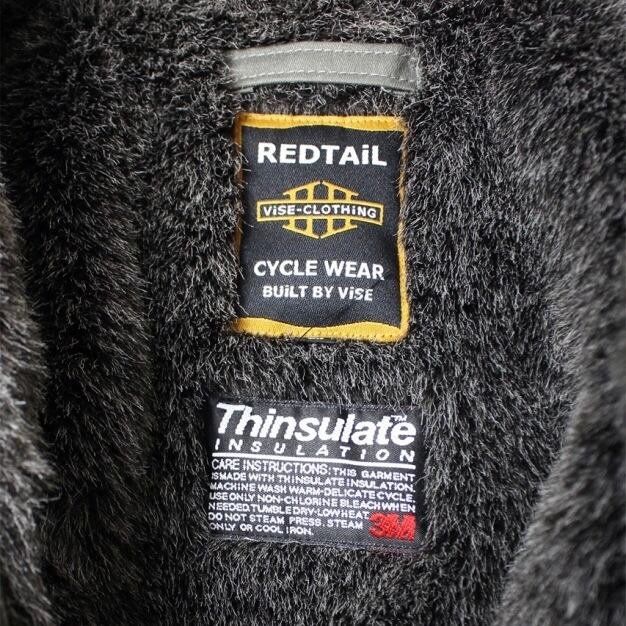 REDTAiL
ViSE-CLOTHiNG
CYCLE WEAR
BUiLT BY ViSE
Thinsulate™
INSULATION
CARE INSTRUCTIONS: THIS GARMENT
IS MADE WITH THINSULATE INSULATION.
MACHINE WASH WARM-DELICATE CYCLE.
USE ONLY NON-CHLORINE BLEACH WHEN
NEEDED. TUMBLE DRY-LOW HEAT.
DO NOT STEAM PRESS. STEAM
ONLY OR COOL IRON.
3M